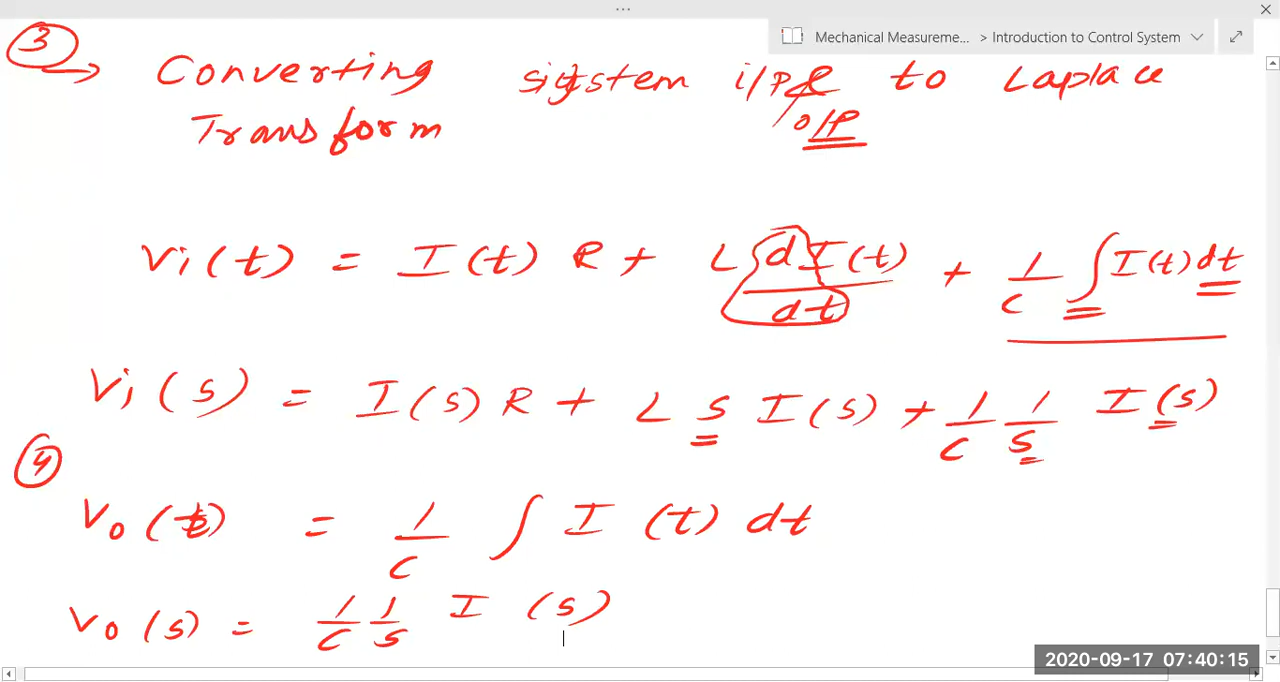 Mechanical Measureme... > Introduction to Control System
③ → Converting sigstem i/p & o/p to Laplace
Transform
Vi(t) = I(t) R + L dI(t)/dt + 1/C ∫ I(t) dt
Vi(s) = I(s) R + L s I(s) + 1/C 1/s I(s)
④
Vo(t) = 1/C ∫ I(t) dt
Vo(s) = 1/C 1/s I(s)
2020-09-17 07:40:15